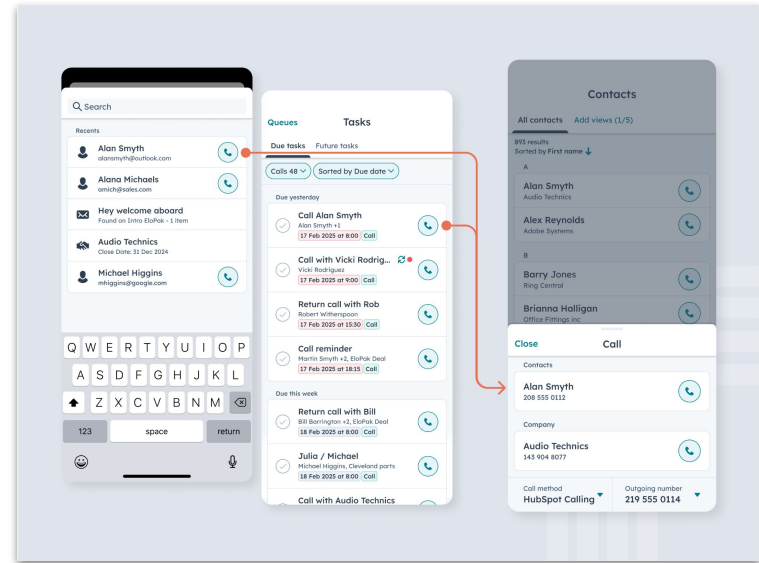 Search
Recents
Alan Smyth
alansmyth@outlook.com
Alana Michaels
amich@sales.com
Hey welcome aboard
Found on Intro EloPak - 1 item
Audio Technics
Close Date: 31 Dec 2024
Michael Higgins
mhiggins@google.com
Q W E R T Y U I O P
A S D F G H J K L
Z X C V B N M
123 space return
Queues Tasks
Due tasks Future tasks
Calls 48 Sorted by Due date
Due yesterday
Call Alan Smyth
Alan Smyth +1
17 Feb 2025 at 8:00 Call
Call with Vicki Rodrig...
Vicki Rodriguez
17 Feb 2025 at 9:00 Call
Return call with Rob
Robert Witherspoon
17 Feb 2025 at 15:30 Call
Call reminder
Martin Smyth +2, EloPak Deal
17 Feb 2025 at 18:15 Call
Due this week
Return call with Bill
Bill Barrington +2, EloPak Deal
18 Feb 2025 at 8:00 Call
Julia / Michael
Michael Higgins, Cleveland parts
18 Feb 2025 at 8:00 Call
Call with Audio Technics
Contacts
All contacts Add views (1/5)
893 results
Sorted by First name
A
Alan Smyth
Audio Technics
Alex Reynolds
Adobe Systems
B
Barry Jones
Ring Central
Brianna Halligan
Office Fittings inc
Close Call
Contacts
Alan Smyth
208 555 0112
Company
Audio Technics
143 904 8077
Call method Outgoing number
HubSpot Calling 219 555 0114